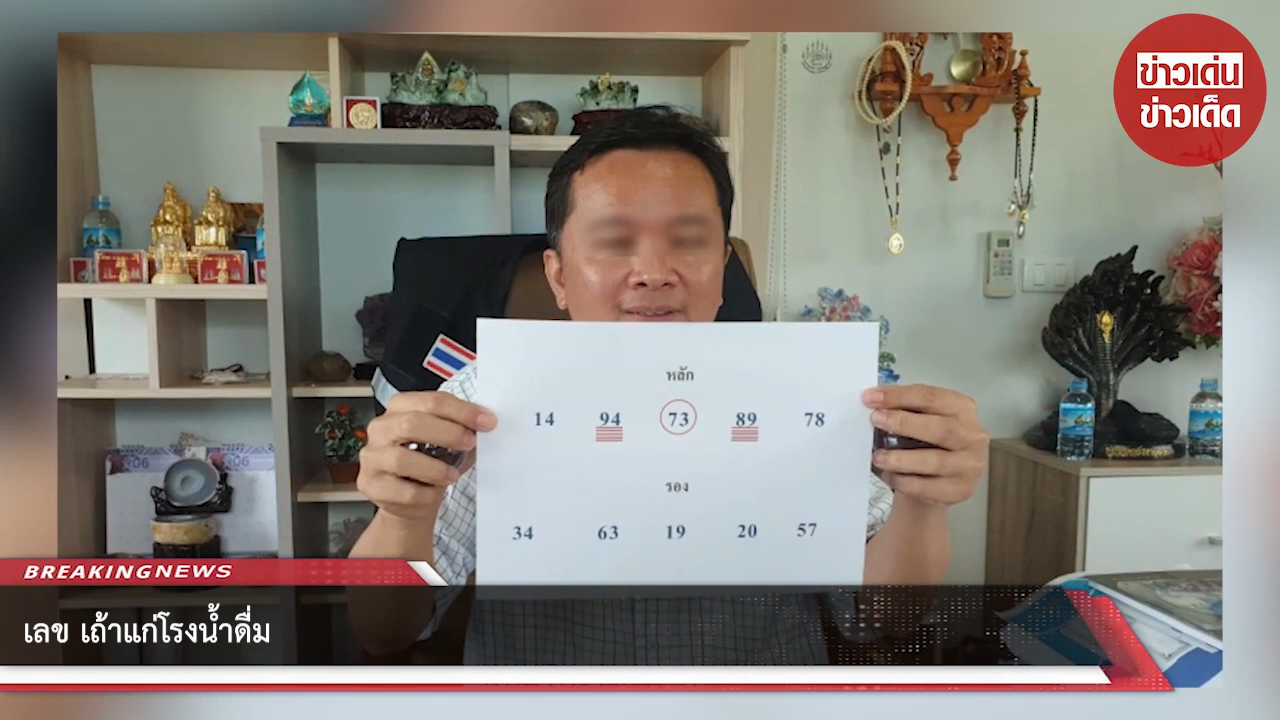 ข่าวเด่น
ข่าวเด็ด
หลัก
14 94 73 89 78
รอง
34 63 19 20 57
06 06
BREAKINGNEWS
เลข เถ้าแก่โรงน้ำดื่ม